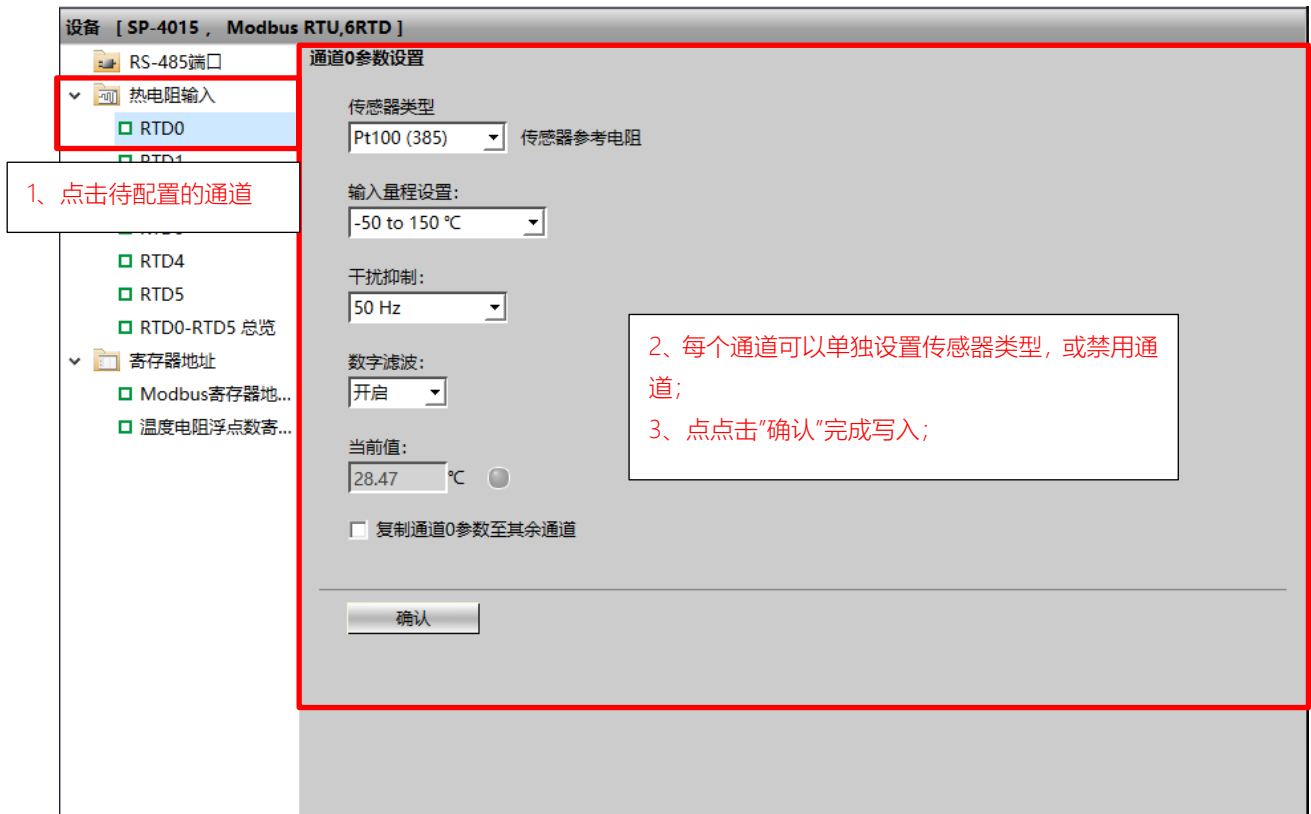 设备 [ SP-4015 , Modbus RTU,6RTD ]
RS-485端口
热电阻输入
RTD0
RTD1
1、点击待配置的通道
RTD4
RTD5
RTD0-RTD5 总览
寄存器地址
Modbus寄存器地...
温度电阻浮点数寄...
通道0参数设置
传感器类型
Pt100 (385) 传感器参考电阻
输入量程设置:
-50 to 150 ℃
干扰抑制:
50 Hz
数字滤波:
开启
当前值:
28.47 ℃
复制通道0参数至其余通道
确认
2、每个通道可以单独设置传感器类型, 或禁用通
道;
3、点点击"确认"完成写入;